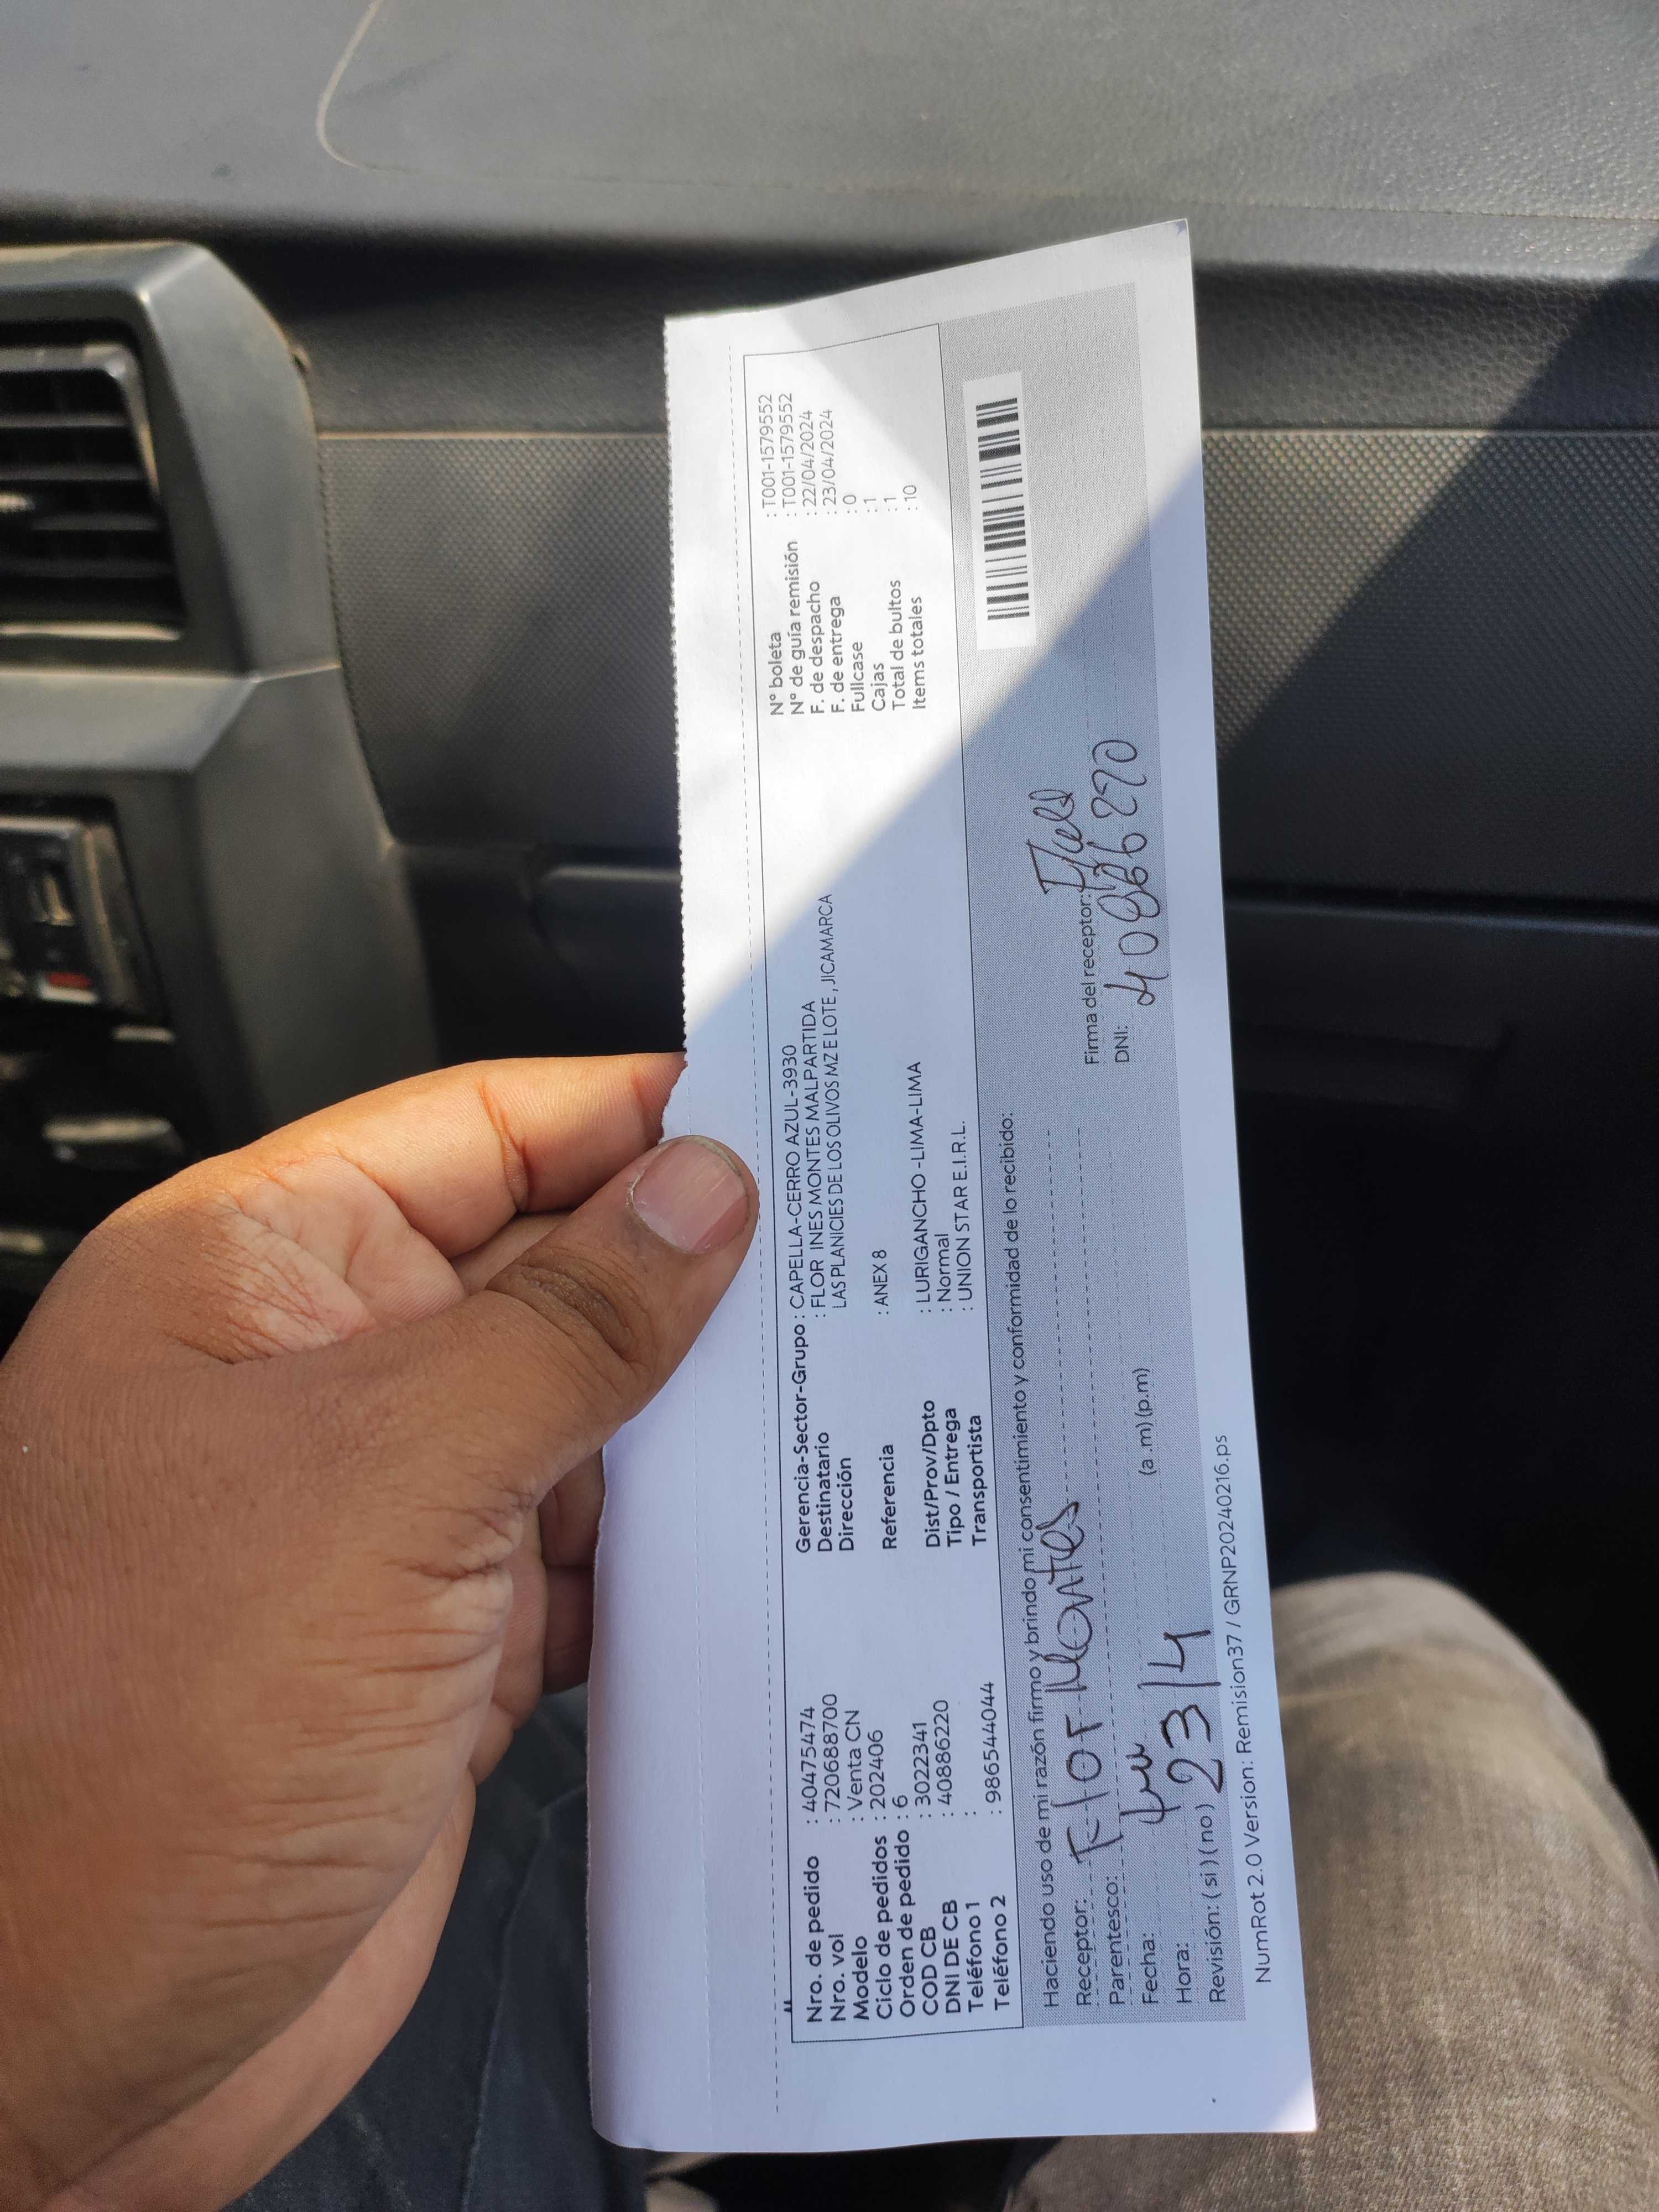 Nro. de pedido : 40475474
Nro. vol : 720688700
Modelo : Venta CN
Ciclo de pedidos : 202406
Orden de pedido : 6
COD CB : 3022341
DNI DE CB : 40886220
Teléfono 1 :
Teléfono 2 : 986544044
Gerencia-Sector-Grupo : CAPELLA-CERRO AZUL-3930
Destinatario : FLOR INES MONTES MALPARTIDA
Dirección LAS PLANICIES DE LOS OLIVOS MZ E LOTE , JICAMARCA
Referencia : ANEX 8
Dist/Prov/Dpto : LURIGANCHO -LIMA-LIMA
Tipo / Entrega : Normal
Transportista : UNION STAR E.I.R.L.
N° boleta : T001-1579552
N° de guía remisión : T001-1579552
F. de despacho : 22/04/2024
F. de entrega : 23/04/2024
Fullcase : 0
Cajas : 1
Total de bultos : 1
Items totales : 10
Haciendo uso de mi razón firmo y brindo mi consentimiento y conformidad de lo recibido:
Receptor: Flor Montes
Parentesco:
Fecha: 23/4
Hora: (a .m) (p.m)
Revisión: ( si ) ( no )
Firma del receptor:
DNI: 40886220
NumRot 2.0 Version: Remision37 / GRNP20240216.ps